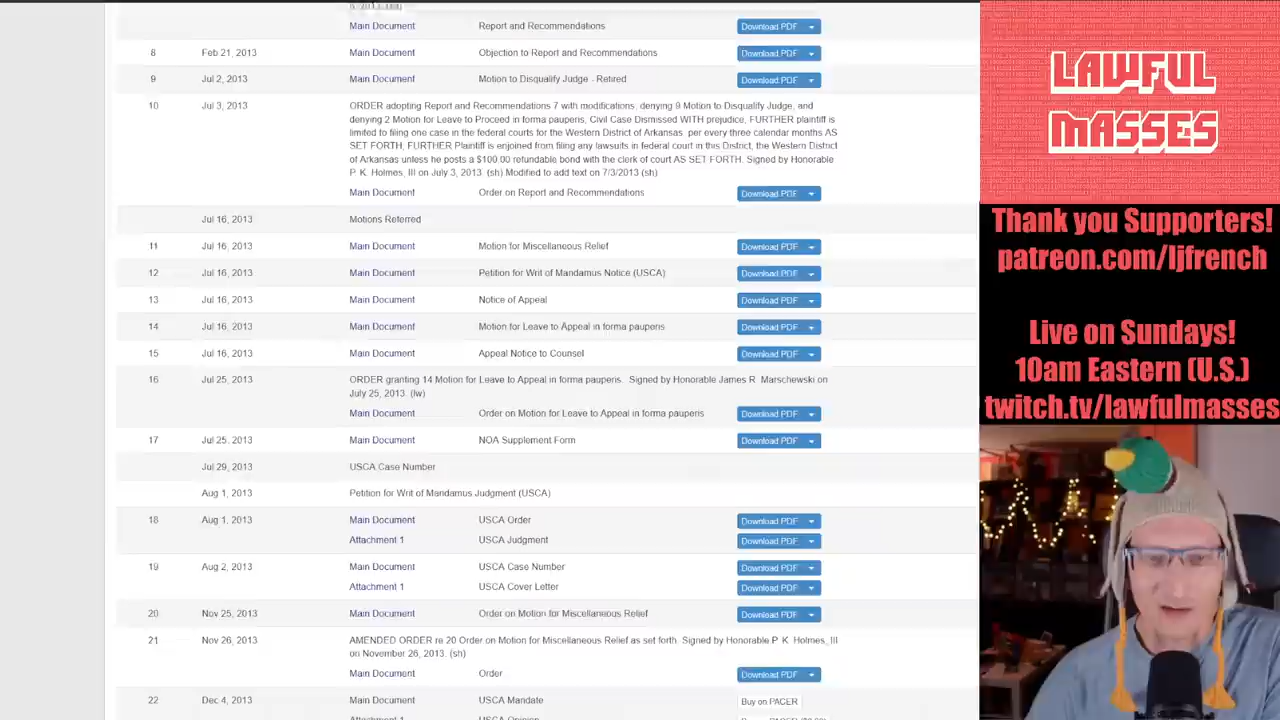 Main Document Report and Recommendations Download PDF
8 Feb 21, 2013 Main Document Objection to Report and Recommendations Download PDF
9 Jul 2, 2013 Main Document Motion to Disqualify Judge - Retired Download PDF
10 Jul 3, 2013 ORDER adopting Report and Recommendations 7 with modifications, denying 9 Motion to Disqualify Judge, and
2 Motion for Leave to Proceed in forma pauperis, Civil Case Dismissed WITH prejudice, FURTHER plaintiff is
limited to filing one case in the federal courts for the Western District of Arkansas per every three calendar months AS
SET FORTH, FURTHER from filing any lawsuits in federal court in this District, the Western District
of Arkansas unless he posts a $100.00 refundable bond with the clerk of court AS SET FORTH. Signed by Honorable
P. K. Holmes, III on July 3, 2013. (sh) Modified to add text on 7/3/2013 (sh)
Main Document Order on Report and Recommendations Download PDF
Jul 16, 2013 Motions Referred
11 Jul 16, 2013 Main Document Motion for Miscellaneous Relief Download PDF
12 Jul 16, 2013 Main Document Petition for Writ of Mandamus Notice (USCA) Download PDF
13 Jul 16, 2013 Main Document Notice of Appeal Download PDF
14 Jul 16, 2013 Main Document Motion for Leave to Appeal in forma pauperis Download PDF
15 Jul 16, 2013 Main Document Appeal Notice to Counsel Download PDF
16 Jul 25, 2013 ORDER granting 14 Motion for Leave to Appeal in forma pauperis. Signed by Honorable James R Marschewski on
July 25, 2013. (lw)
Main Document Order on Motion for Leave to Appeal in forma pauperis Download PDF
17 Jul 25, 2013 Main Document NOA Supplement Form Download PDF
Jul 29, 2013 USCA Case Number
Aug 1, 2013 Petition for Writ of Mandamus Judgment (USCA)
18 Aug 1, 2013 Main Document USCA Order Download PDF
Attachment 1 USCA Judgment Download PDF
19 Aug 2, 2013 Main Document USCA Case Number Download PDF
Attachment 1 USCA Cover Letter Download PDF
20 Nov 25, 2013 Main Document Order on Motion for Miscellaneous Relief Download PDF
21 Nov 26, 2013 AMENDED ORDER re 20 Order on Motion for Miscellaneous Relief as set forth. Signed by Honorable P. K. Holmes, III
on November 26, 2013. (sh)
Main Document Order Download PDF
22 Dec 4, 2013 Main Document USCA Mandate Buy on PACER
LAWFUL
MASSES
Thank you Supporters!
patreon.com/ljfrench
Live on Sundays!
10am Eastern (U.S.)
twitch.tv/lawfulmasses